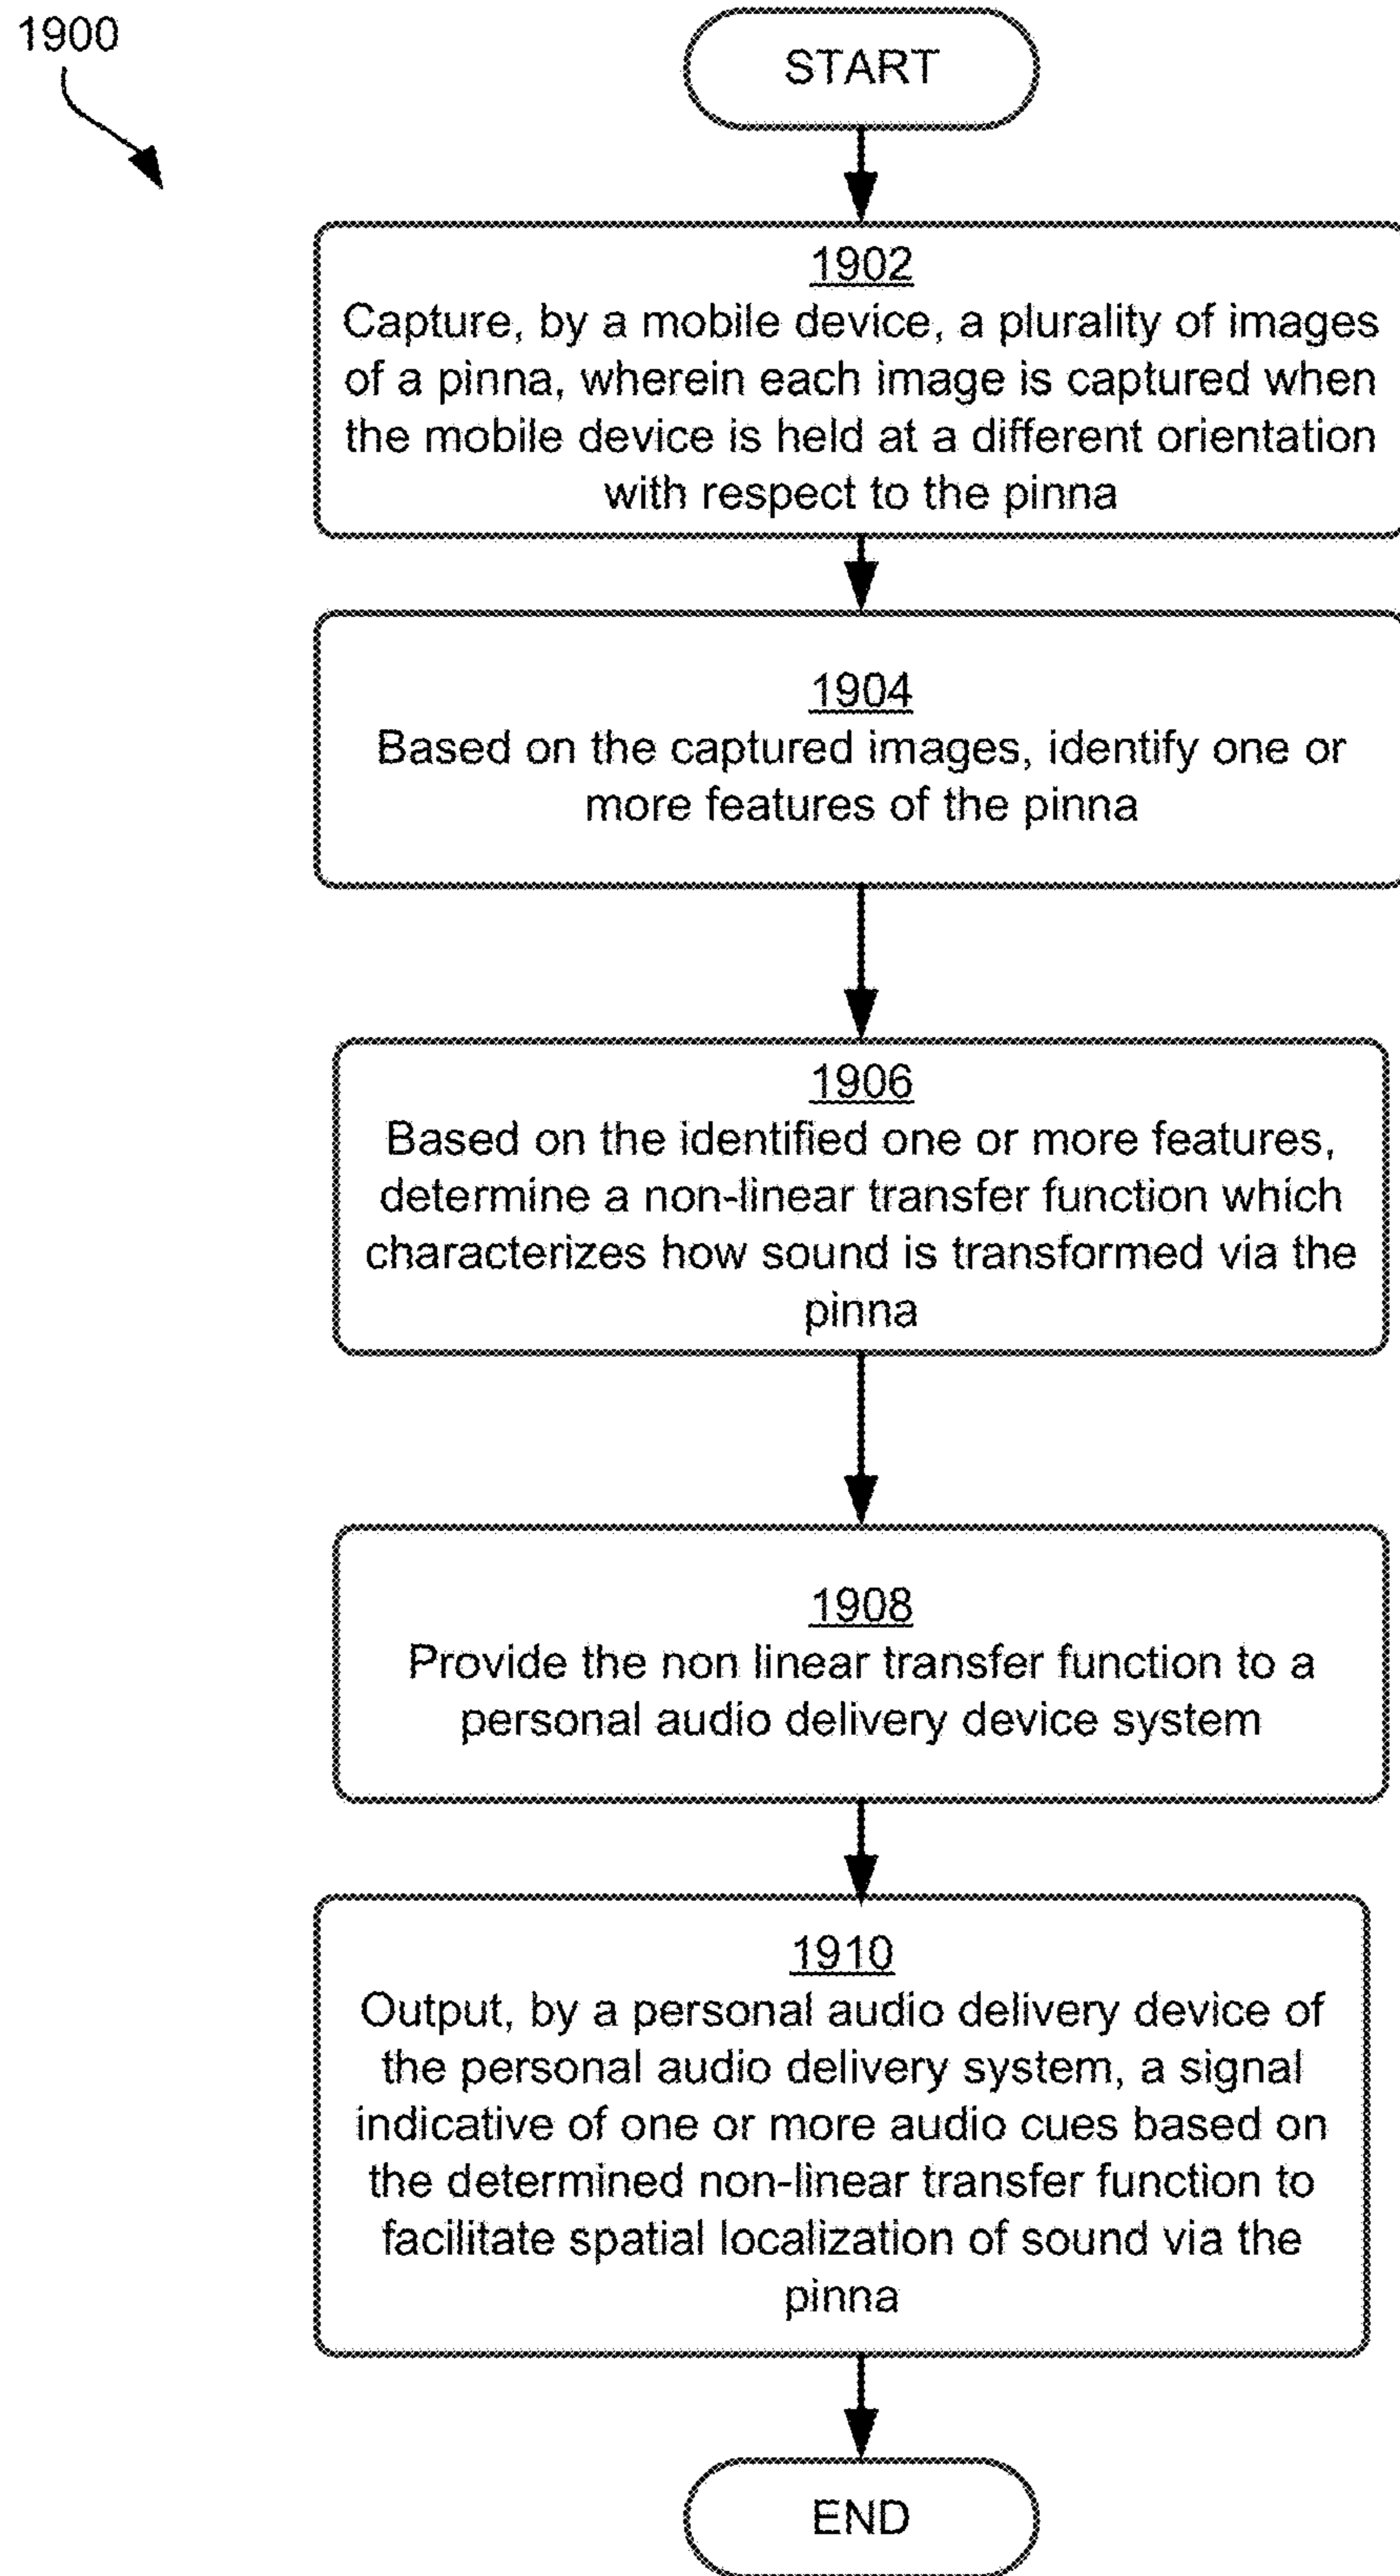 1900
START
1902
Capture, by a mobile device, a plurality of images
of a pinna, wherein each image is captured when
the mobile device is held at a different orientation
with respect to the pinna
1904
Based on the captured images, identify one or
more features of the pinna
1906
Based on the identified one or more features,
determine a non-linear transfer function which
characterizes how sound is transformed via the
pinna
1908
Provide the non linear transfer function to a
personal audio delivery device system
1910
Output, by a personal audio delivery device of
the personal audio delivery system, a signal
indicative of one or more audio cues based on
the determined non-linear transfer function to
facilitate spatial localization of sound via the
pinna
END